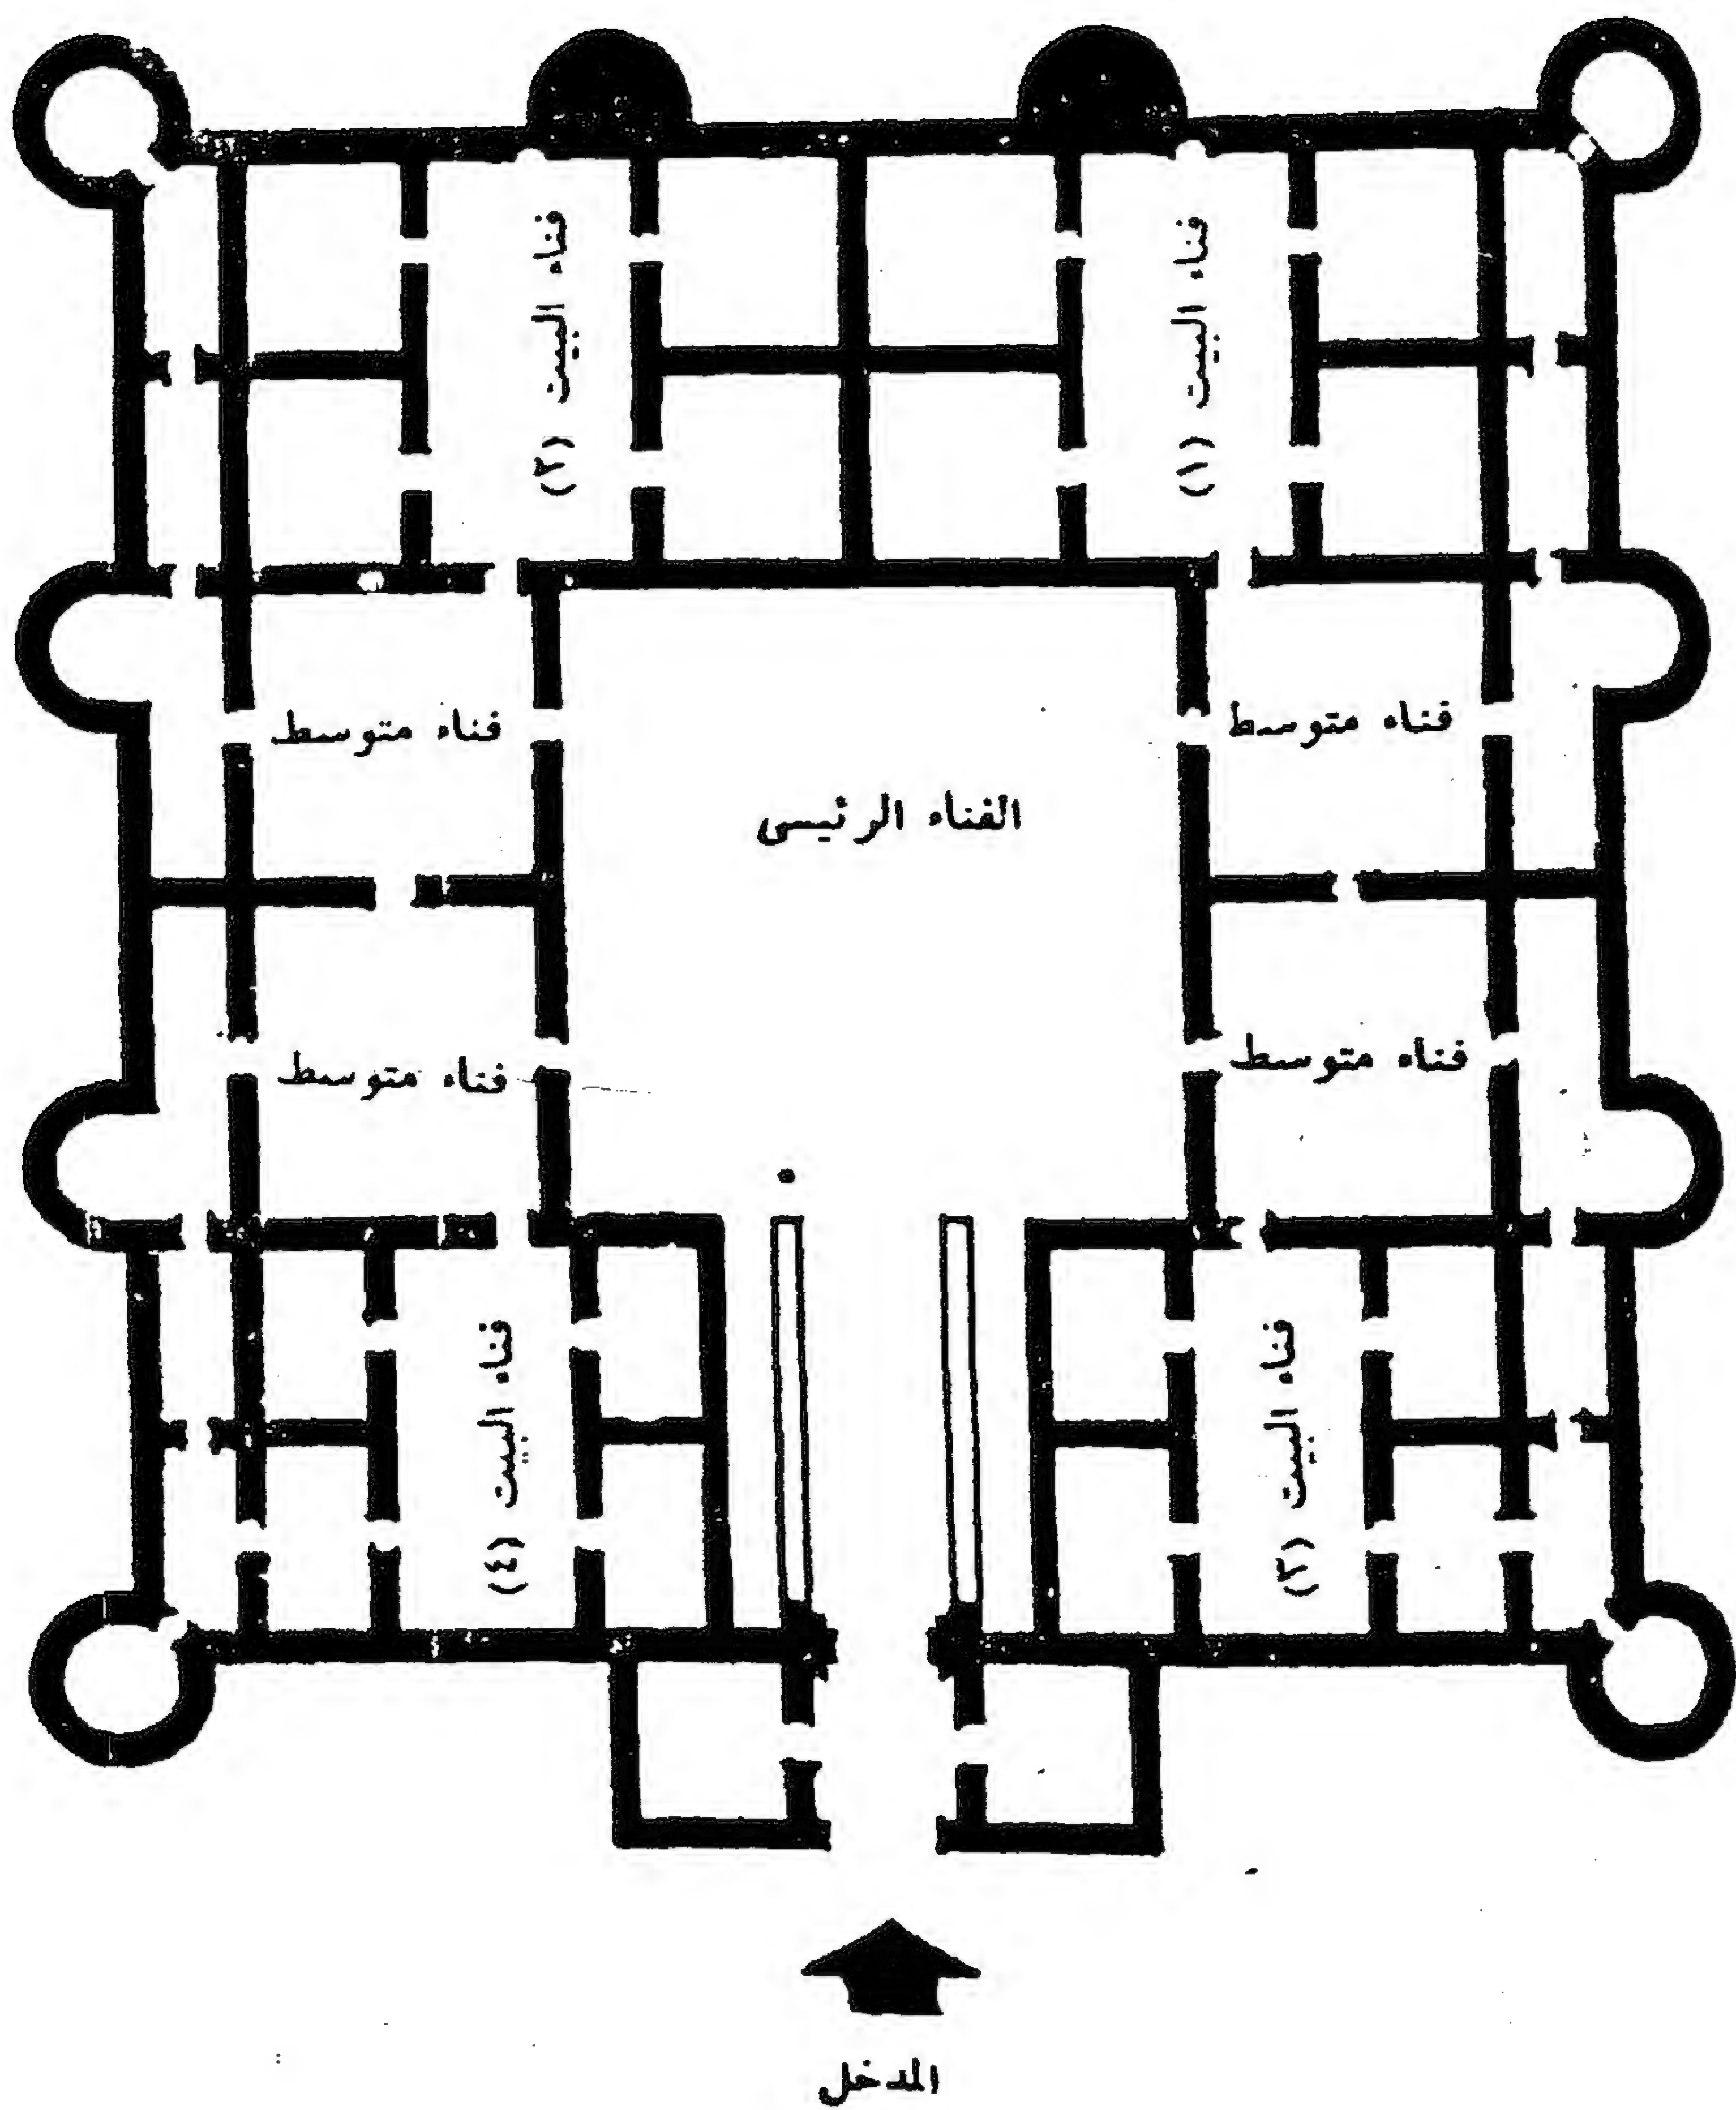 فناء البيت (١)
فناء البيت (٢)
فناء متوسط
فناء متوسط
الفناء الرئيسى
فناء متوسط
فناء متوسط
فناء البيت (٣)
فناء البيت (٤)
المدخل